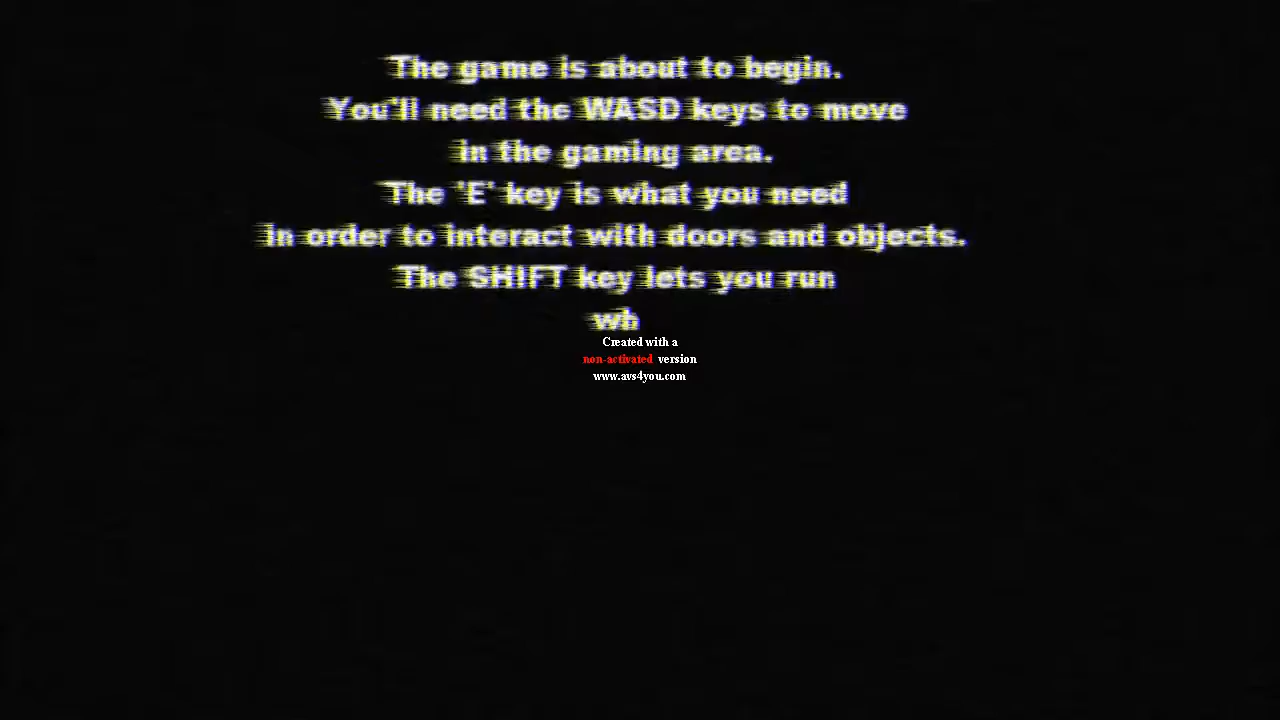 The game is about to begin.
You'll need the WASD keys to move
in the gaming area.
The 'E' key is what you need
in order to interact with doors and objects.
The SHIFT key lets you run
wh
Created with a
non-activated version
www.avs4you.com